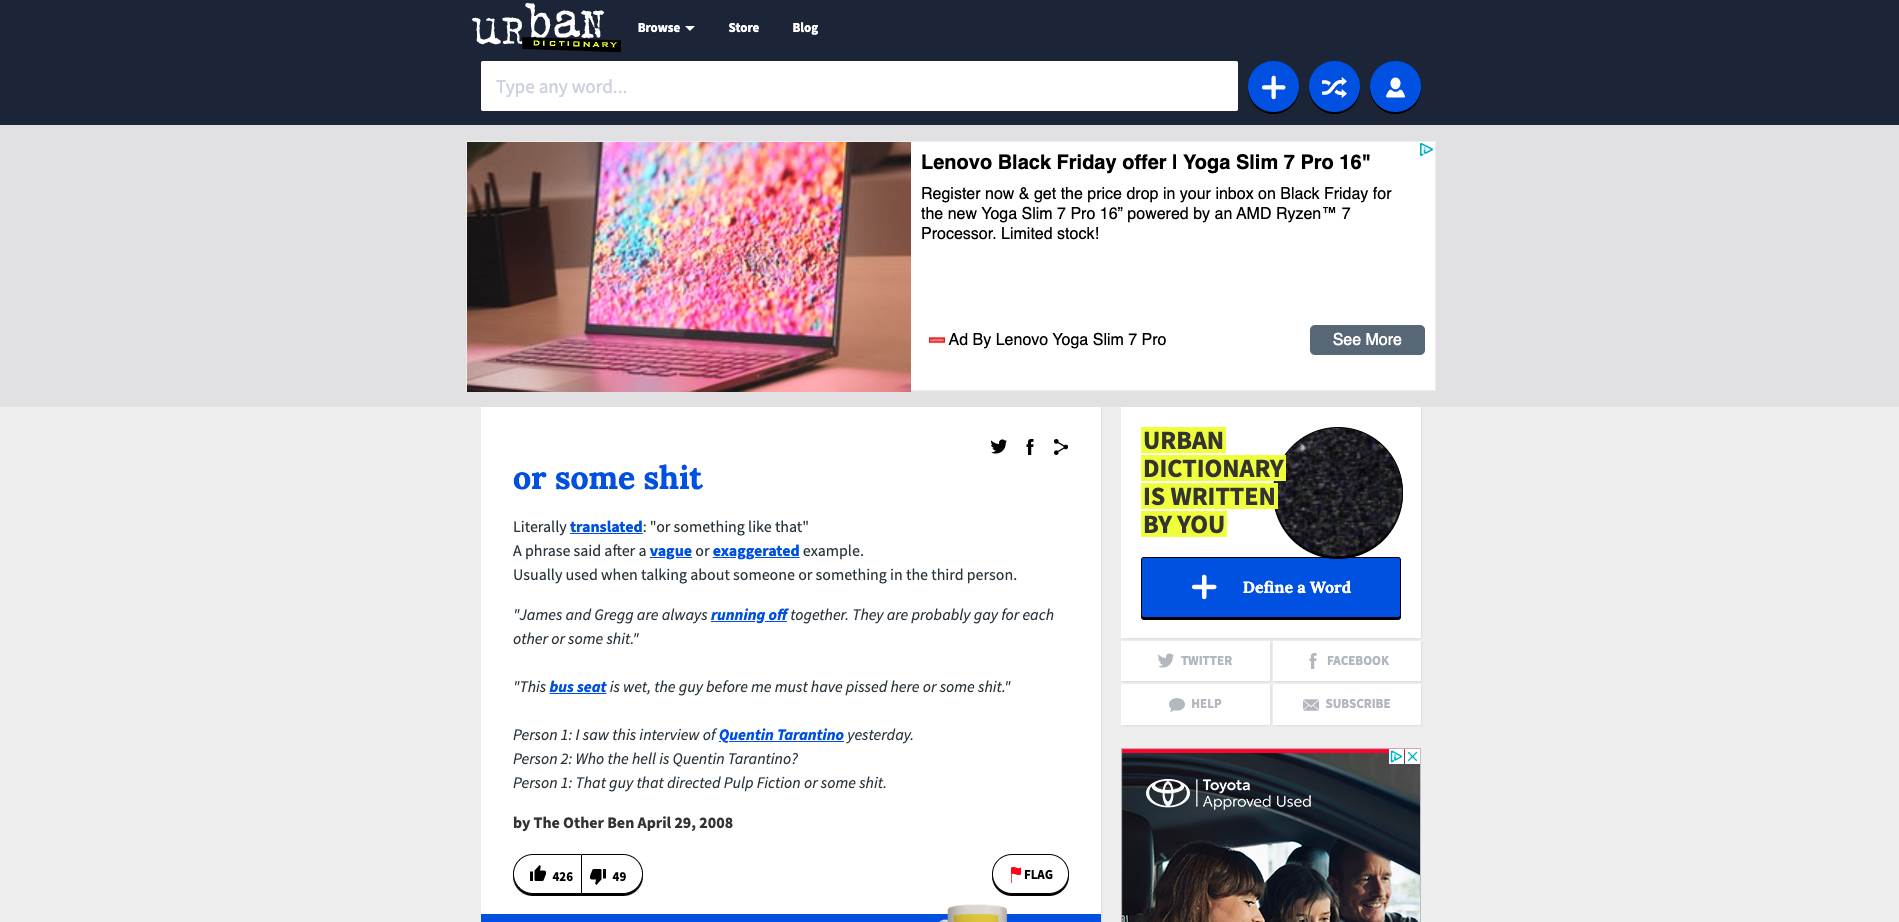 urban
DICTIONARY
Browse
Store
Blog
Type any word...
Lenovo Black Friday offer | Yoga Slim 7 Pro 16"
Register now & get the price drop in your inbox on Black Friday for
the new Yoga Slim 7 Pro 16” powered by an AMD Ryzen™ 7
Processor. Limited stock!
Ad By Lenovo Yoga Slim 7 Pro
See More
or some shit
Literally translated: "or something like that"
A phrase said after a vague or exaggerated example.
Usually used when talking about someone or something in the third person.
"James and Gregg are always running off together. They are probably gay for each
other or some shit."
"This bus seat is wet, the guy before me must have pissed here or some shit."
Person 1: I saw this interview of Quentin Tarantino yesterday.
Person 2: Who the hell is Quentin Tarantino?
Person 1: That guy that directed Pulp Fiction or some shit.
by The Other Ben April 29, 2008
426
49
FLAG
URBAN
DICTIONARY
IS WRITTEN
BY YOU
Define a Word
TWITTER
FACEBOOK
HELP
SUBSCRIBE
Toyota
Approved Used